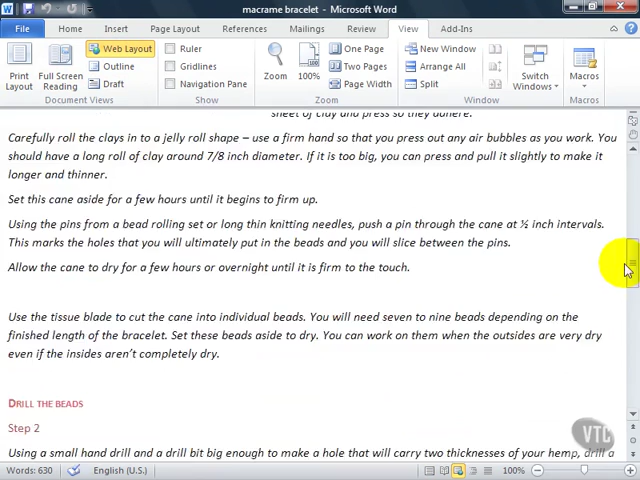 macrame bracelet - Microsoft Word
File Home Insert Page Layout References Mailings Review View Add-Ins
Print Layout
Full Screen Reading
Web Layout
Outline
Draft
Document Views
Ruler
Gridlines
Navigation Pane
Show
Zoom
100%
One Page
Two Pages
Page Width
Zoom
New Window
Arrange All
Split
Switch Windows
Window
Macros
Macros
sheet of clay and press so they adhere.
Carefully roll the clays in to a jelly roll shape – use a firm hand so that you press out any air bubbles as you work. You
should have a long roll of clay around 7/8 inch diameter. If it is too big, you can press and pull it slightly to make it
longer and thinner.
Set this cane aside for a few hours until it begins to firm up.
Using the pins from a bead rolling set or long thin knitting needles, push a pin through the cane at ½ inch intervals.
This marks the holes that you will ultimately put in the beads and you will slice between the pins.
Allow the cane to dry for a few hours or overnight until it is firm to the touch.
Use the tissue blade to cut the cane into individual beads. You will need seven to nine beads depending on the
finished length of the bracelet. Set these beads aside to dry. You can work on them when the outsides are very dry
even if the insides aren't completely dry.
DRILL THE BEADS
Step 2
Using a small hand drill and a drill bit big enough to make a hole that will carry two thicknesses of your hemp, drill a
VTC
Words: 630 English (U.S.) 100%